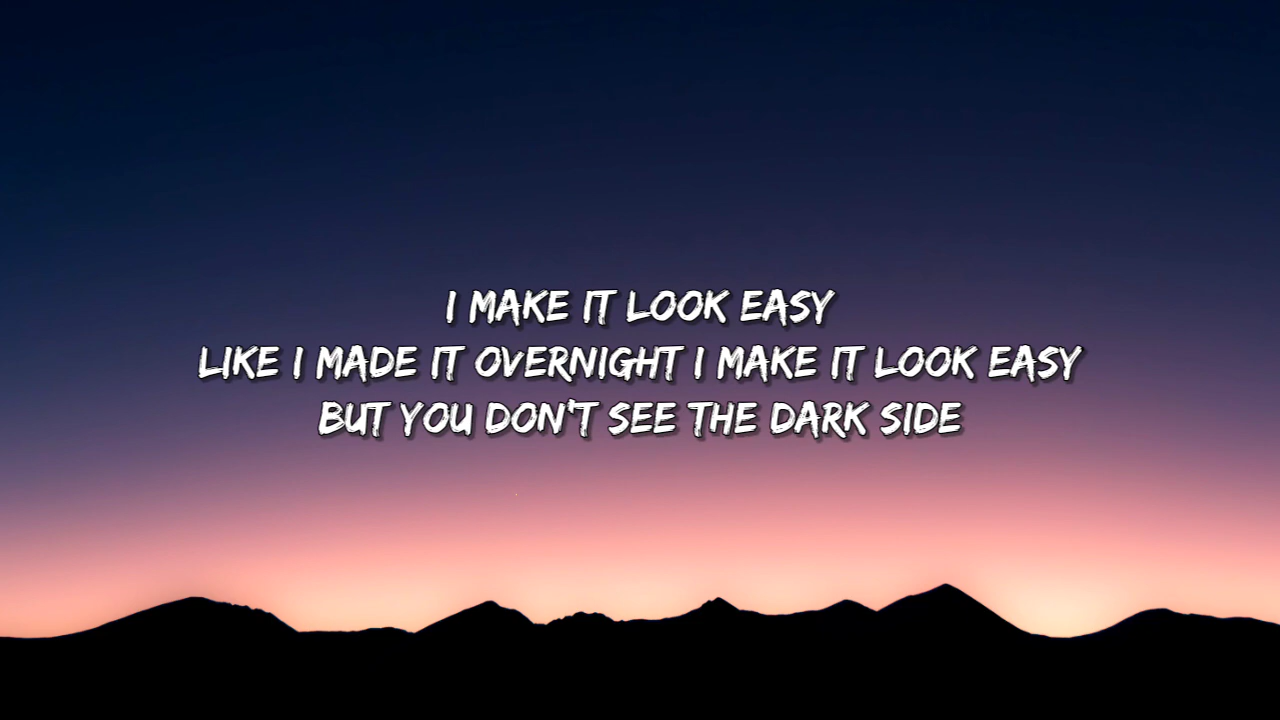 I MAKE IT LOOK EASY
LIKE I MADE IT OVERNIGHT I MAKE IT LOOK EASY
BUT YOU DON'T SEE THE DARK SIDE